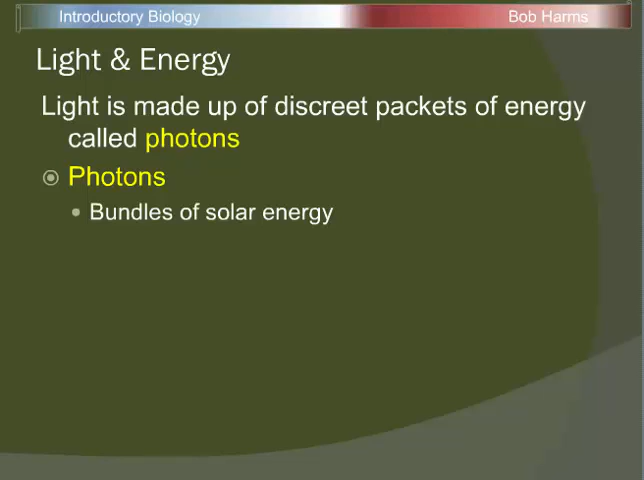 Introductory Biology Bob Harms
Light & Energy
Light is made up of discreet packets of energy
called photons
Photons
Bundles of solar energy